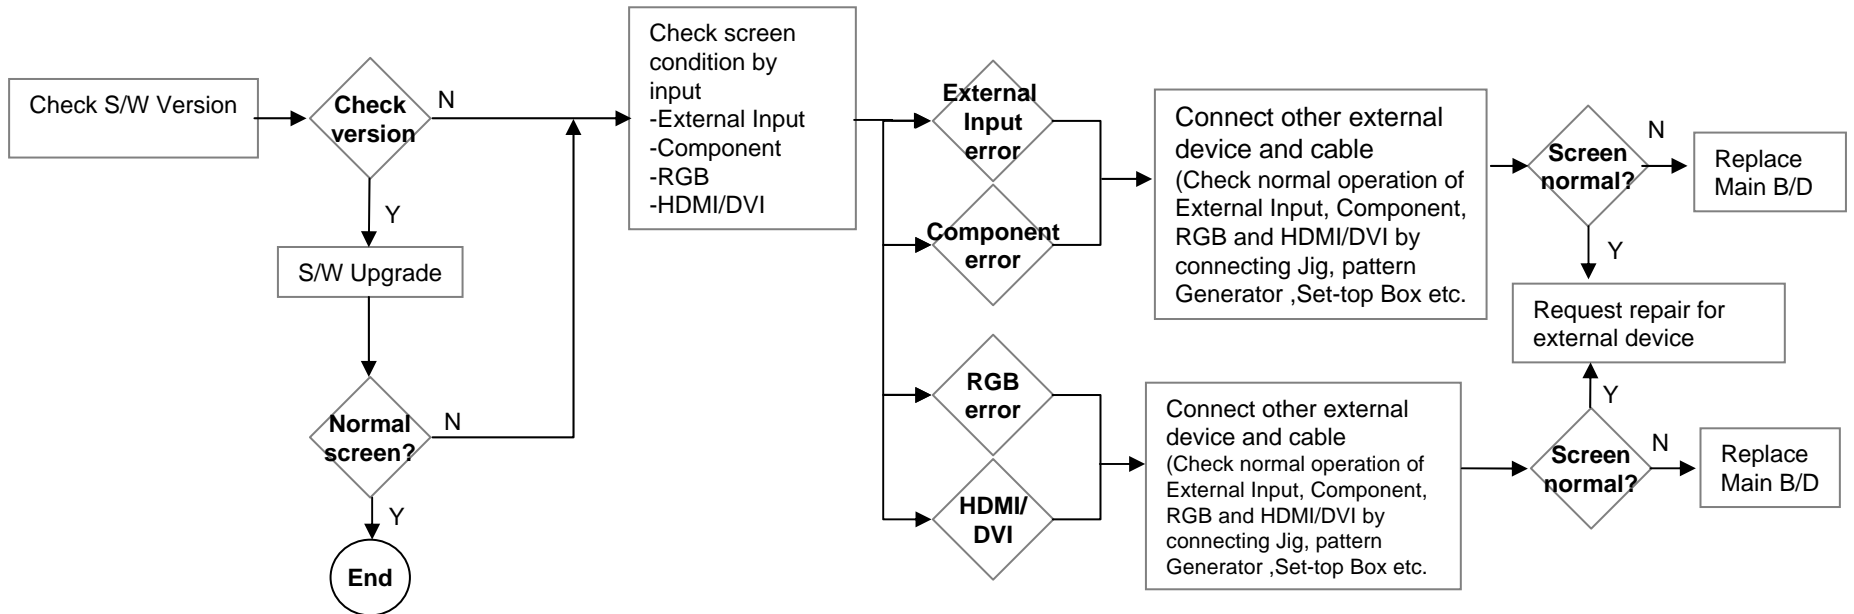 Check S/W Version
Check
version
N
Y
S/W Upgrade
Normal
screen?
N
Y
End
Check screen
condition by
input
-External Input
-Component
-RGB
-HDMI/DVI
External
Input
error
Component
error
RGB
error
HDMI/
DVI
Connect other external
device and cable
(Check normal operation of
External Input, Component,
RGB and HDMI/DVI by
connecting Jig, pattern
Generator ,Set-top Box etc.
Screen
normal?
N
Replace
Main B/D
Y
Request repair for
external device
Connect other external
device and cable
(Check normal operation of
External Input, Component,
RGB and HDMI/DVI by
connecting Jig, pattern
Generator ,Set-top Box etc.
Y
Screen
normal?
N
Replace
Main B/D